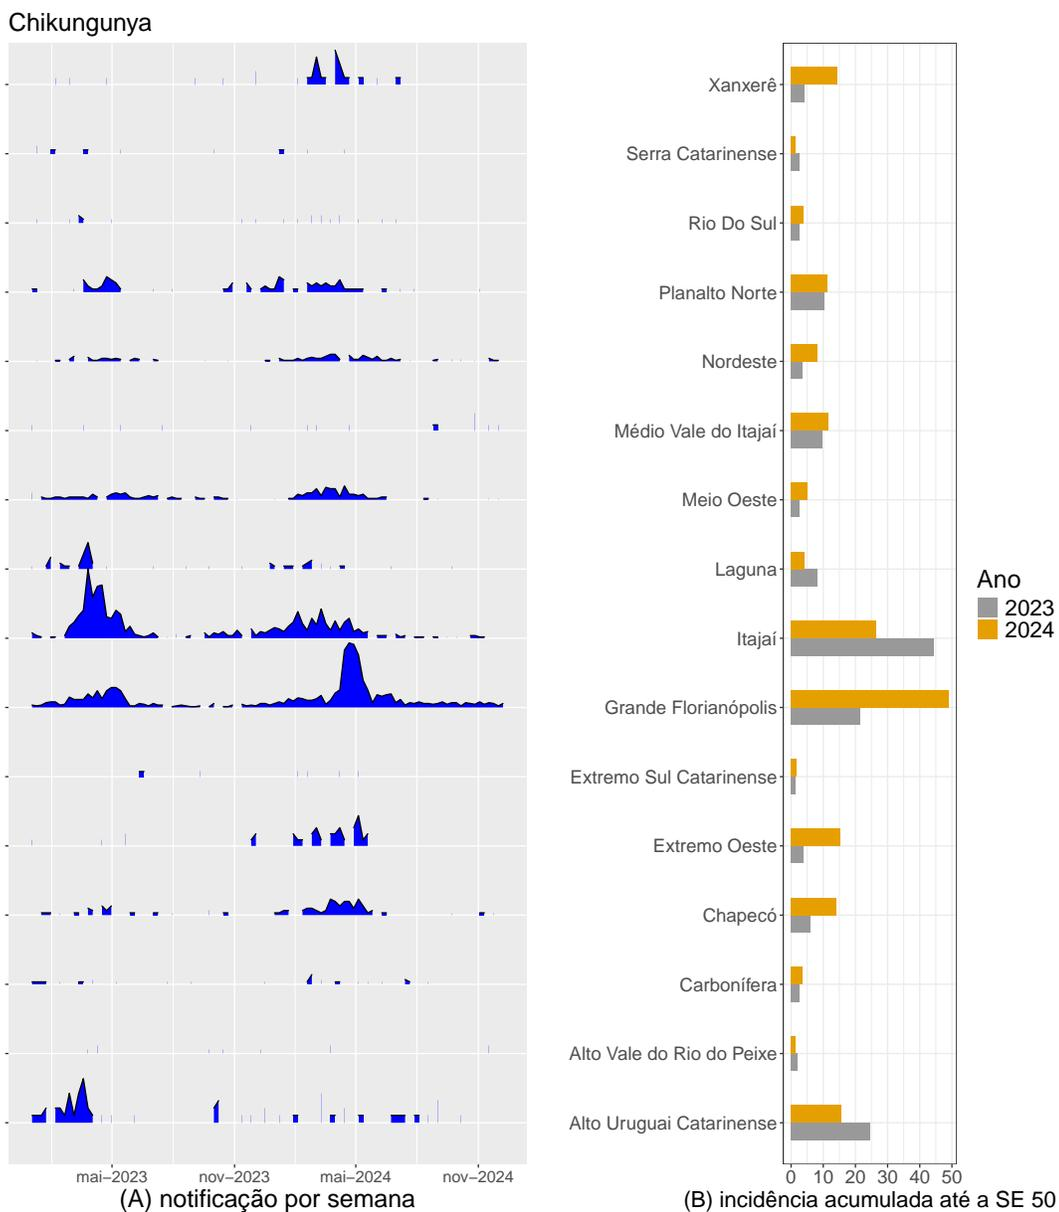 Chikungunya
Xanxerê
Serra Catarinense
Rio Do Sul
Planalto Norte
Nordeste
Médio Vale do Itajaí
Meio Oeste
Laguna
Itajaí
Grande Florianópolis
Extremo Sul Catarinense
Extremo Oeste
Chapecó
Carbonífera
Alto Vale do Rio do Peixe
Alto Uruguai Catarinense
Ano
2023
2024
mai–2023 nov–2023 mai–2024 nov–2024
(A) notificação por semana
0 10 20 30 40 50
(B) incidência acumulada até a SE 50